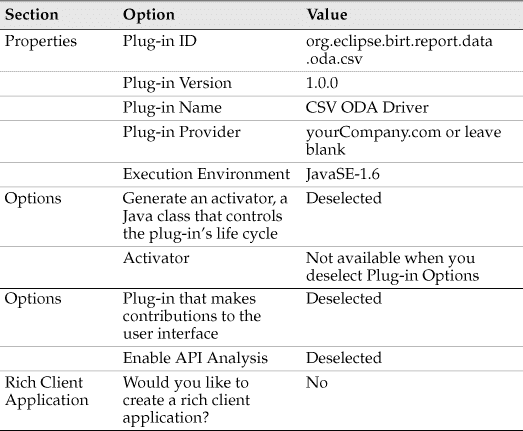 Section Option Value
Properties Plug-in ID org.eclipse.birt.report.data
.oda.csv
Plug-in Version 1.0.0
Plug-in Name CSV ODA Driver
Plug-in Provider yourCompany.com or leave
blank
Execution Environment JavaSE-1.6
Options Generate an activator, a Deselected
Java class that controls
the plug-in's life cycle
Activator Not available when you
deselect Plug-in Options
Options Plug-in that makes Deselected
contributions to the
user interface
Enable API Analysis Deselected
Rich Client Would you like to No
Application create a rich client
application?